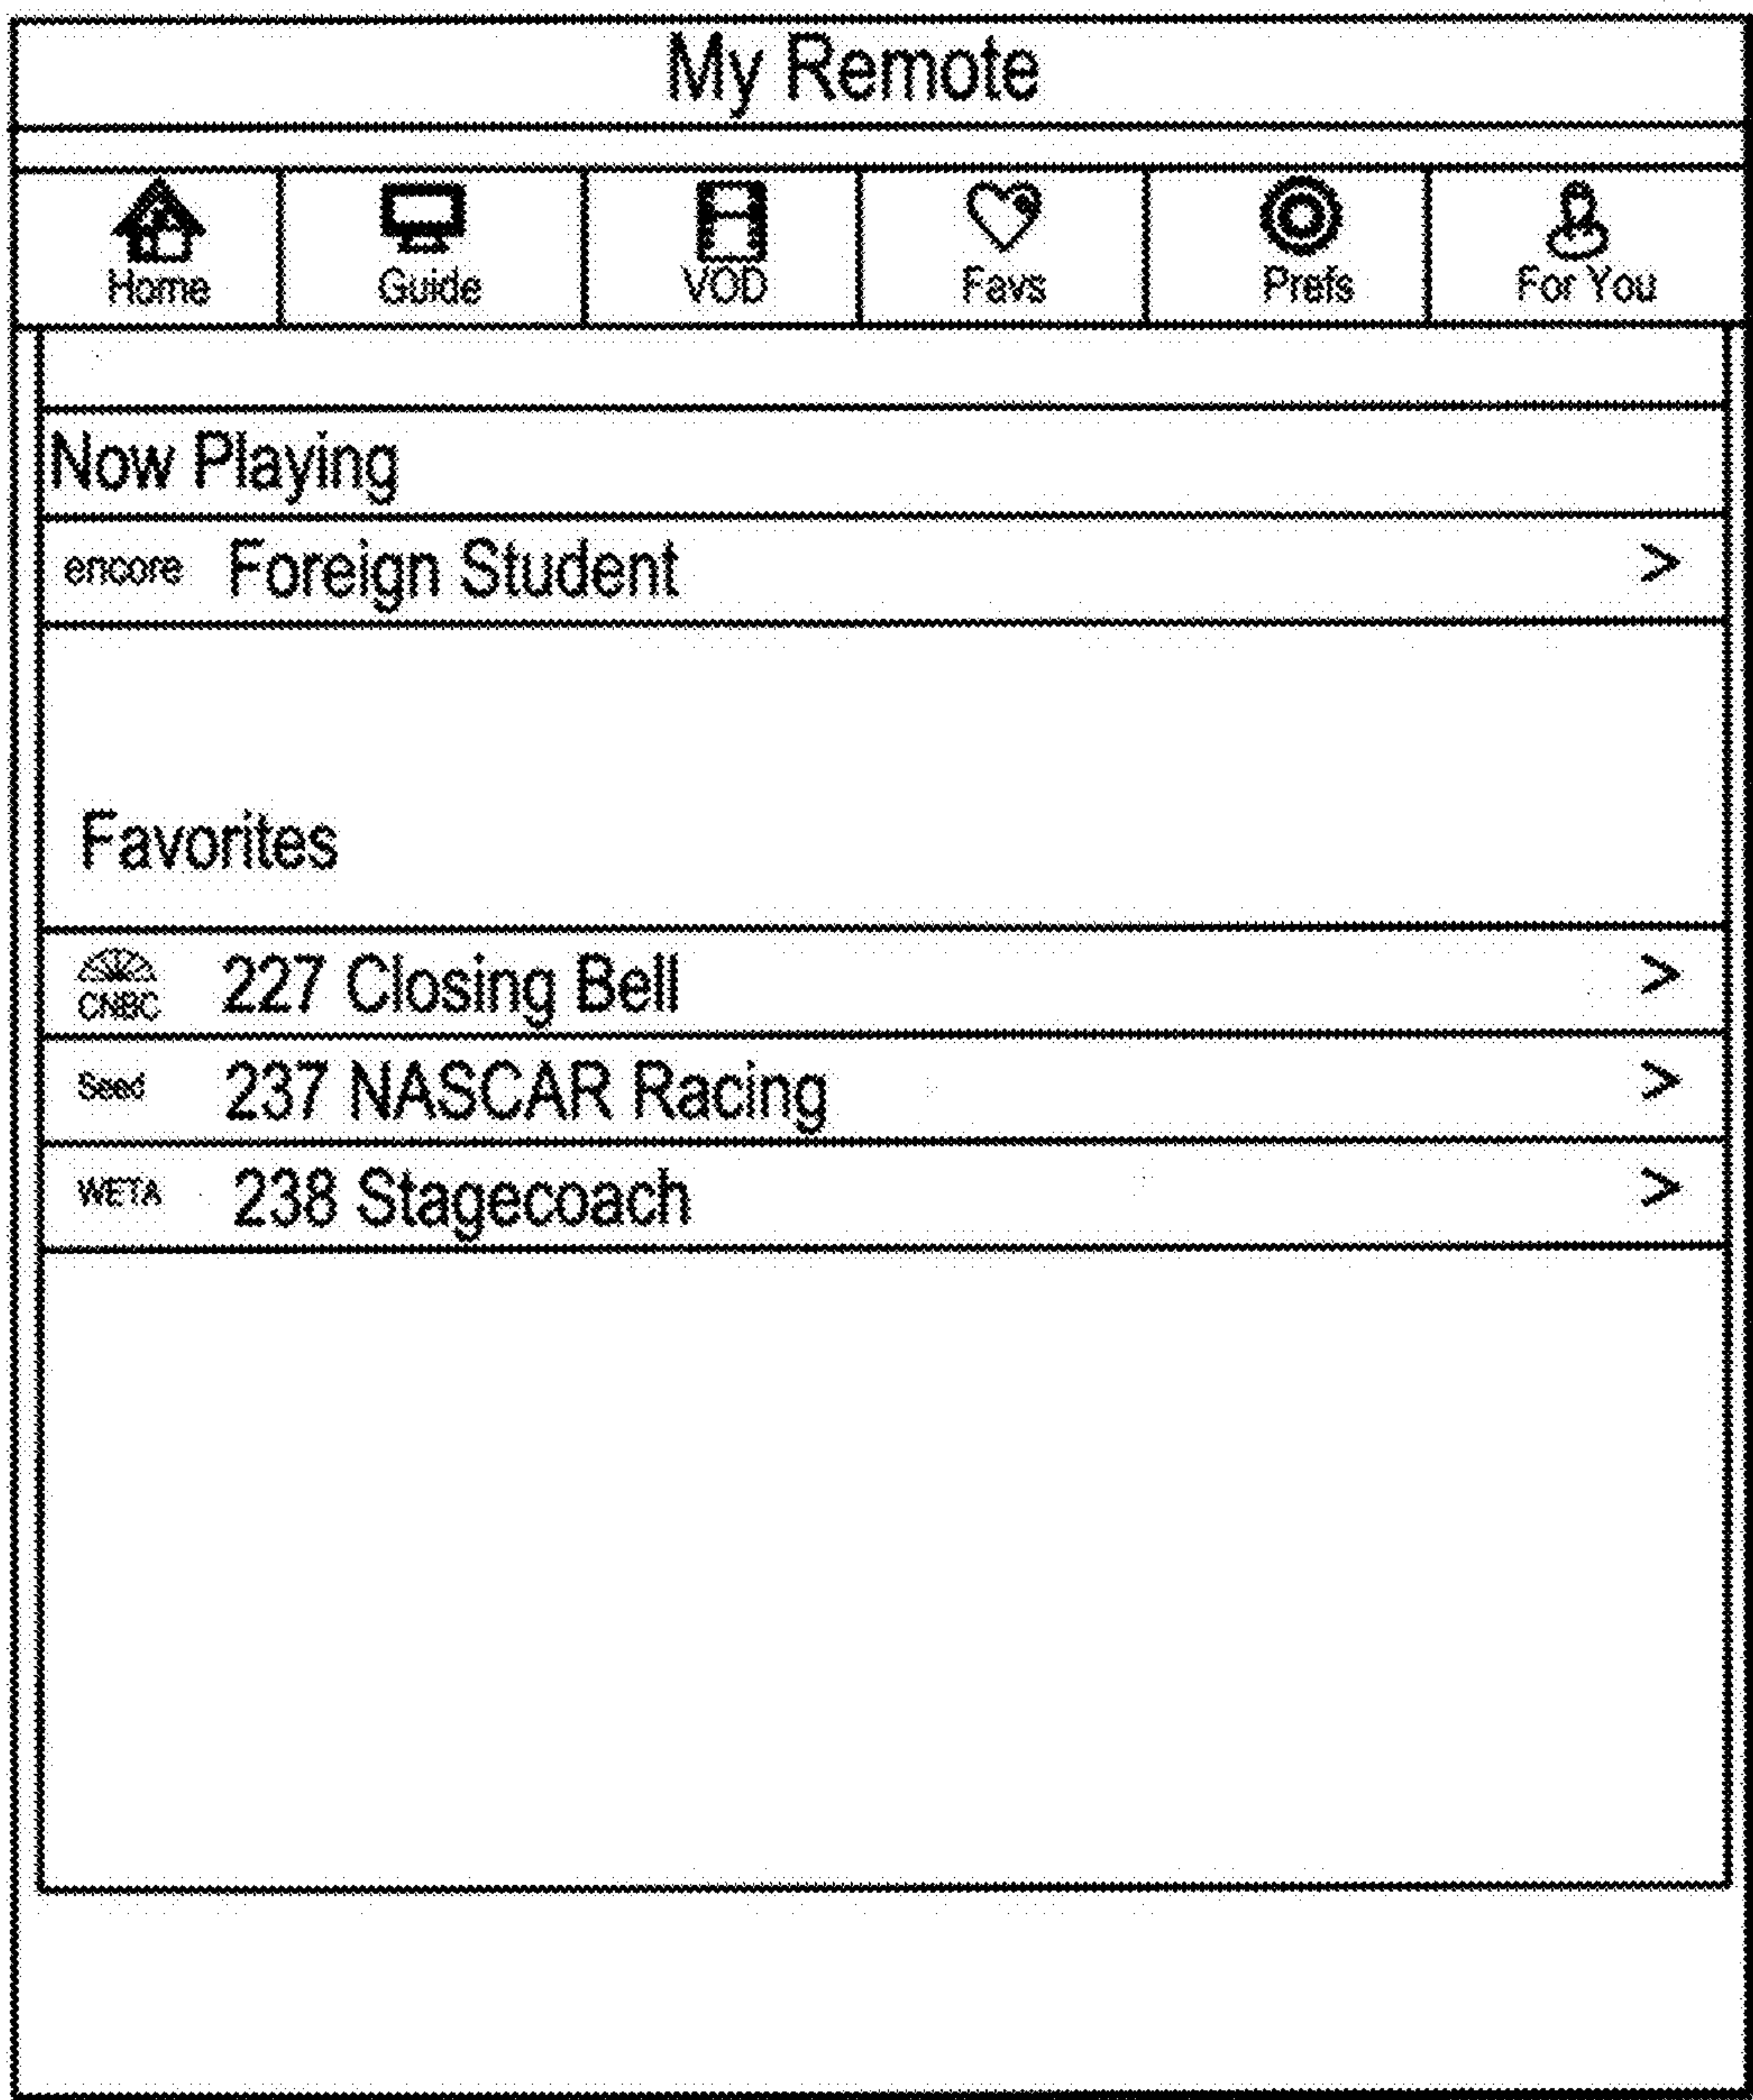 My Remote
Home Guide VOD Favs Prefs For You
Now Playing
encore Foreign Student >
Favorites
CNBC 227 Closing Bell >
Seed 237 NASCAR Racing >
WETA 238 Stagecoach >